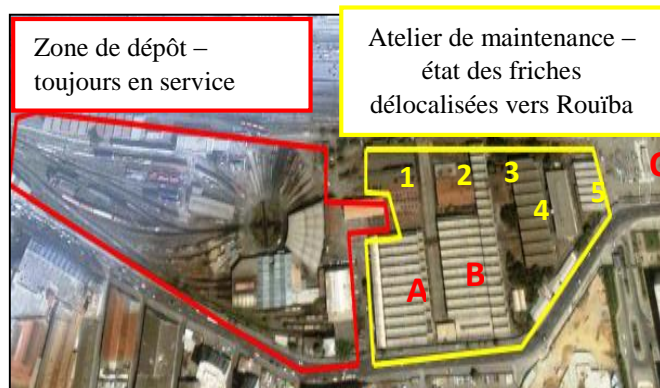 Zone de dépôt –
toujours en service
Atelier de maintenance –
état des friches
délocalisées vers Rouïba
1
2
3
4
5
A
B